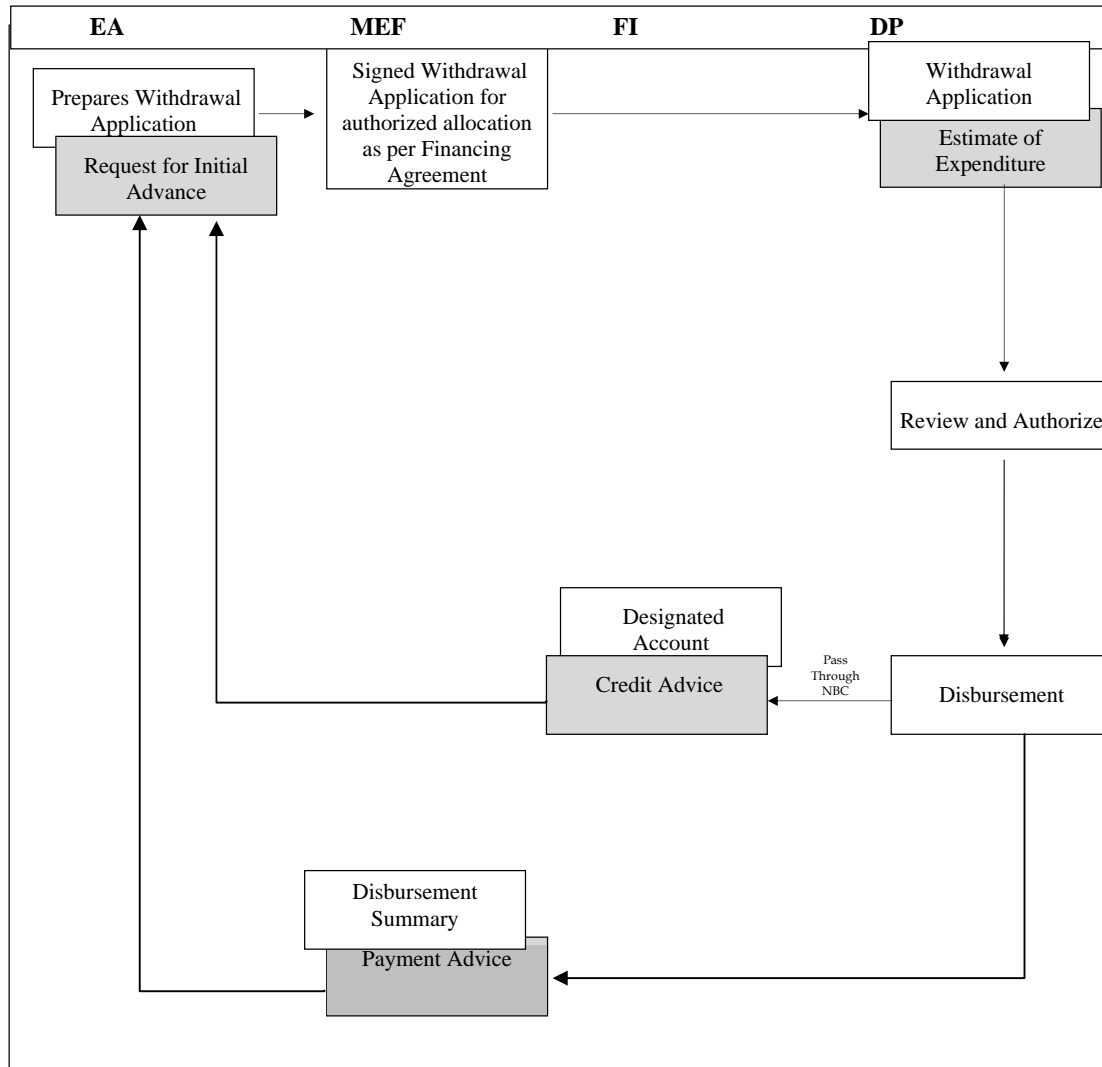 EA MEF FI DP
Prepares Withdrawal
Application
Request for Initial
Advance
Signed Withdrawal
Application for
authorized allocation
as per Financing
Agreement
Withdrawal
Application
Estimate of
Expenditure
Review and Authorize
Designated
Account
Credit Advice
Pass
Through
NBC
Disbursement
Disbursement
Summary
Payment Advice